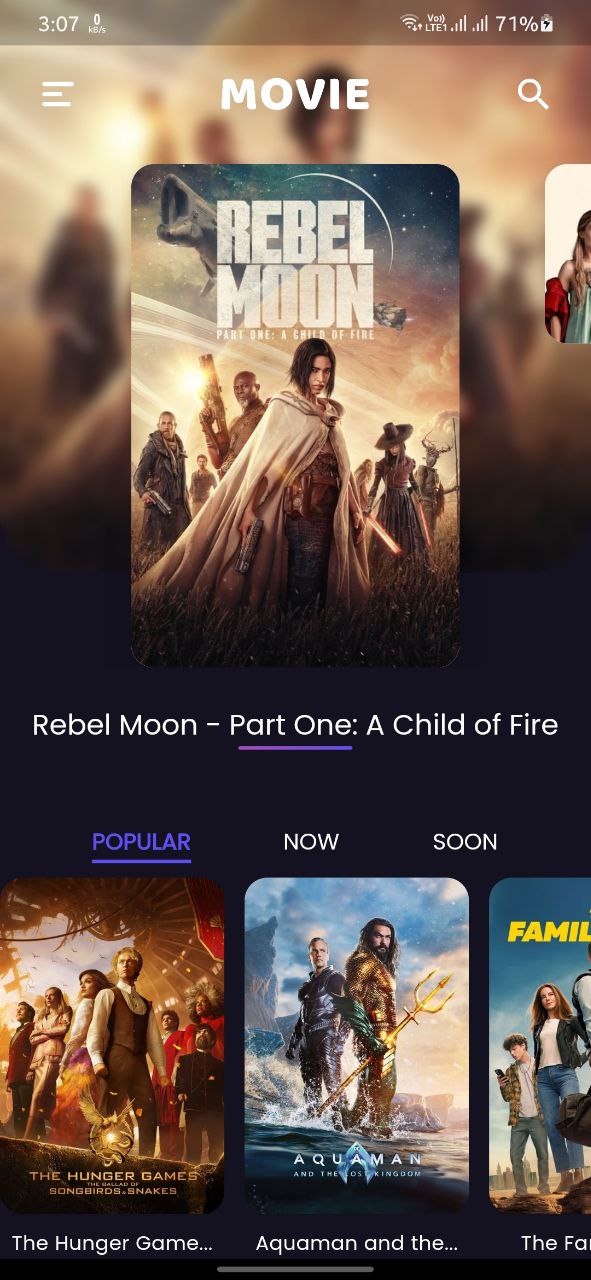 3:07 0 kB/s Vo)) LTE1 71%
MOVIE
REBEL
MOON
PART ONE: A CHILD OF FIRE
Rebel Moon - Part One: A Child of Fire
POPULAR NOW SOON
FAMIL
THE HUNGER GAMES
THE BALLAD OF
SONGBIRDS & SNAKES
AQUAMAN
AND THE LOST KINGDOM
The Hunger Game... Aquaman and the... The Fa